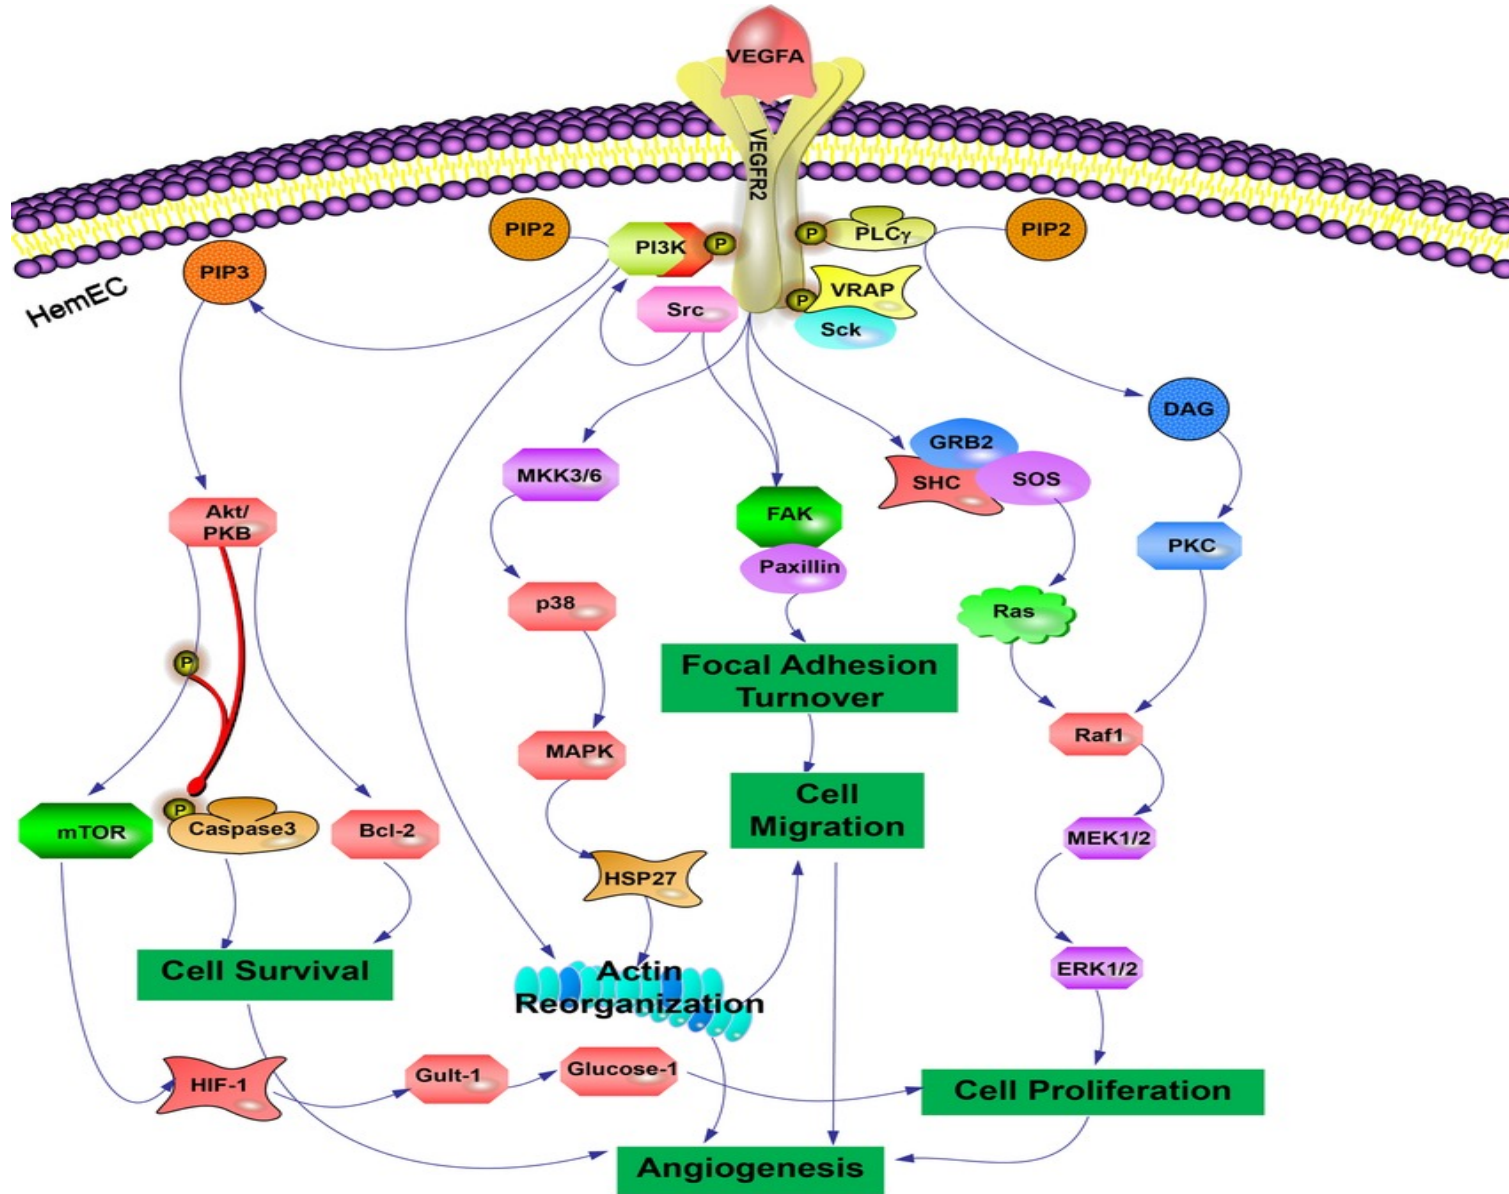 VEGFA
VEGFR2
PIP2
PI3K
P
P
PLCγ
PIP2
PIP3
HemEC
Src
P
VRAP
Sck
DAG
GRB2
MKK3/6
SHC
SOS
Akt/
PKB
FAK
PKC
Paxillin
p38
Ras
P
Focal Adhesion
Turnover
Raf1
MAPK
Cell
Migration
P
mTOR
Caspase3
Bcl-2
MEK1/2
HSP27
Cell Survival
Actin
Reorganization
ERK1/2
HIF-1
Gult-1
Glucose-1
Cell Proliferation
Angiogenesis